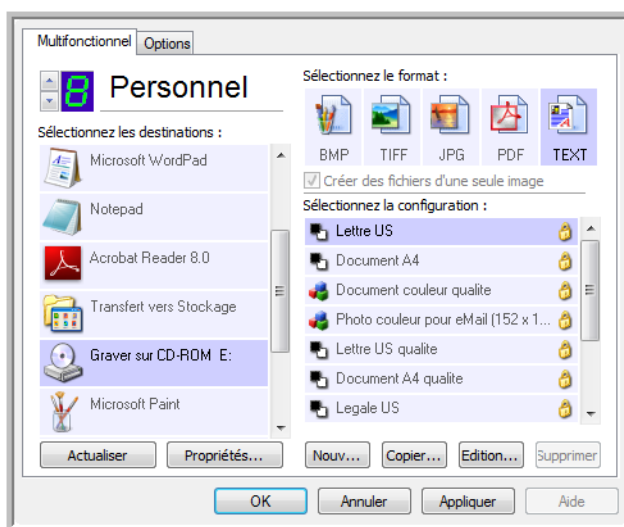 Multifonctionnel Options
8 Personnel
Sélectionnez les destinations :
Microsoft WordPad
Notepad
Acrobat Reader 8.0
Transfert vers Stockage
Graver sur CD-ROM E:
Microsoft Paint
Actualiser Propriétés...
Sélectionnez le format :
BMP TIFF JPG PDF TEXT
Créer des fichiers d'une seule image
Sélectionnez la configuration :
Lettre US
Document A4
Document couleur qualite
Photo couleur pour eMail (152 x 1...
Lettre US qualite
Document A4 qualite
Legale US
Nouv... Copier... Edition... Supprimer
OK Annuler Appliquer Aide